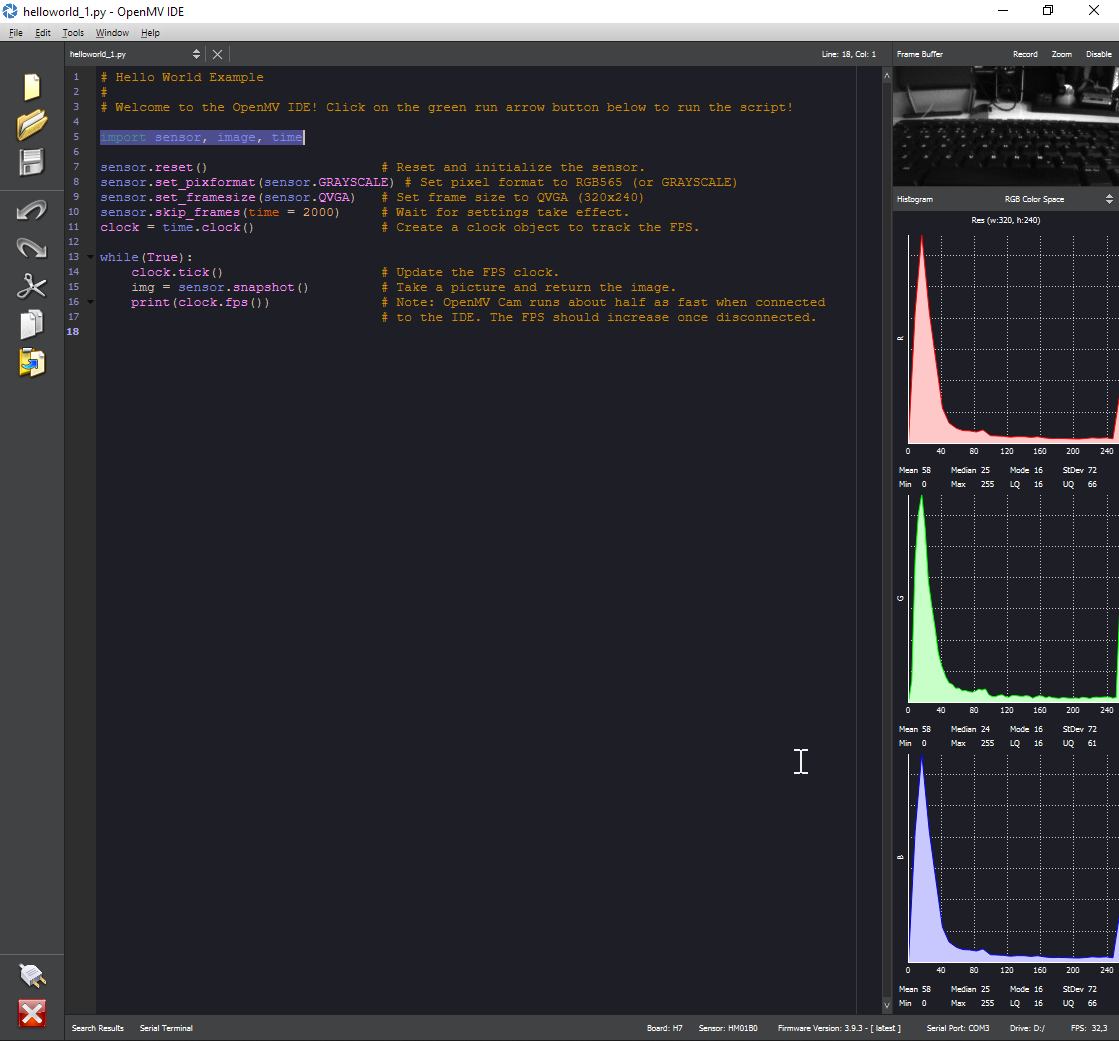 helloworld_1.py - OpenMV IDE
File Edit Tools Window Help
helloworld_1.py Line: 18, Col: 1 Frame Buffer Record Zoom Disable
1 # Hello World Example
2 #
3 # Welcome to the OpenMV IDE! Click on the green run arrow button below to run the script!
4
5 import sensor, image, time
6
7 sensor.reset() # Reset and initialize the sensor.
8 sensor.set_pixformat(sensor.GRAYSCALE) # Set pixel format to RGB565 (or GRAYSCALE)
9 sensor.set_framesize(sensor.QVGA) # Set frame size to QVGA (320x240)
10 sensor.skip_frames(time = 2000) # Wait for settings take effect.
11 clock = time.clock() # Create a clock object to track the FPS.
12
13 while(True):
14 clock.tick() # Update the FPS clock.
15 img = sensor.snapshot() # Take a picture and return the image.
16 print(clock.fps()) # Note: OpenMV Cam runs about half as fast when connected
17 # to the IDE. The FPS should increase once disconnected.
18
Histogram RGB Color Space
Res (w:320, h:240)
R
0 40 80 120 160 200 240
Mean 58 Median 25 Mode 16 StDev 72
Min 0 Max 255 LQ 16 UQ 66
G
0 40 80 120 160 200 240
Mean 58 Median 24 Mode 16 StDev 72
Min 0 Max 255 LQ 16 UQ 61
B
0 40 80 120 160 200 240
Mean 58 Median 25 Mode 16 StDev 72
Min 0 Max 255 LQ 16 UQ 66
Search Results Serial Terminal Board: H7 Sensor: HM01B0 Firmware Version: 3.9.3 - [ latest ] Serial Port: COM3 Drive: D:/ FPS: 32,3